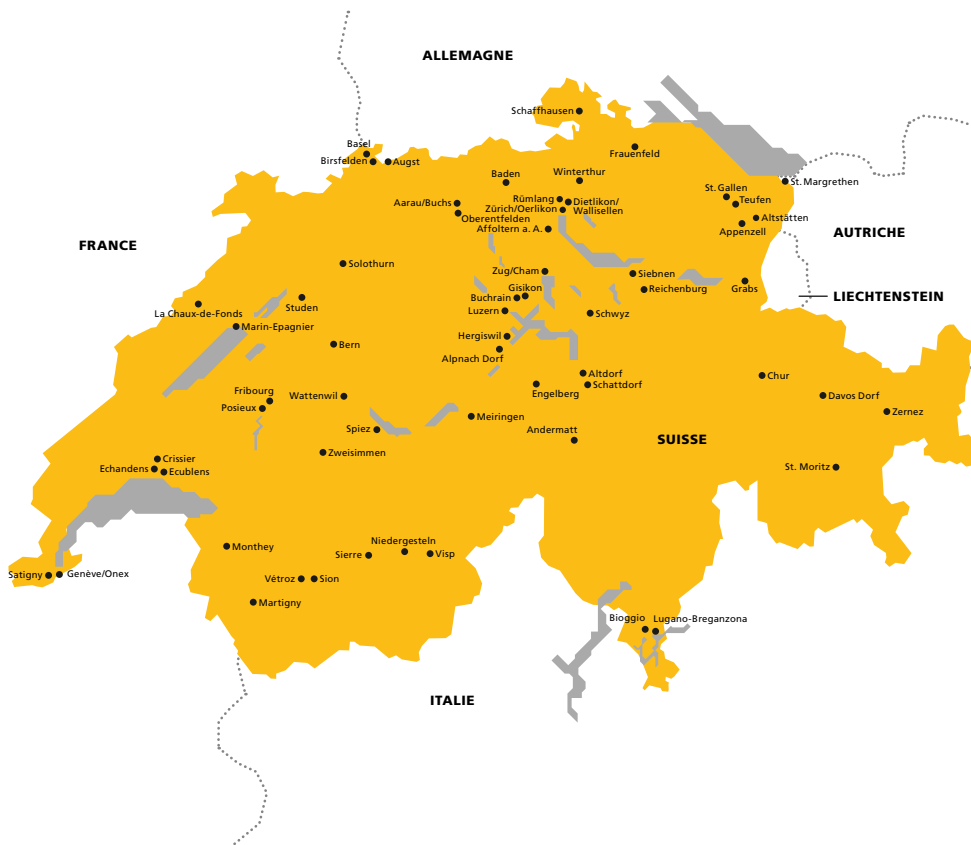 ALLEMAGNE
Schaffhausen
Basel
Birsfelden
Augst
Frauenfeld
Baden
Winterthur
St. Margrethen
St. Gallen
Teufen
Aarau/Buchs
Oberentfelden
Rümlang
Dietlikon/
Wallisellen
Zürich/Oerlikon
Affoltern a. A.
Altstätten
Appenzell
FRANCE
AUTRICHE
Solothurn
Zug/Cham
Siebnen
Reichenburg
Grabs
Gisikon
Buchrain
LIECHTENSTEIN
La Chaux-de-Fonds
Studen
Luzern
Schwyz
Marin-Epagnier
Bern
Hergiswil
Alpnach Dorf
Altdorf
Schattdorf
Engelberg
Chur
Davos Dorf
Zernez
Fribourg
Posieux
Wattenwil
Meiringen
Spiez
Andermatt
SUISSE
Zweisimmen
Crissier
Echandens
Ecublens
St. Moritz
Monthey
Niedergesteln
Sierre
Visp
Satigny
Genève/Onex
Vétroz
Sion
Martigny
Bioggio
Lugano-Breganzona
ITALIE